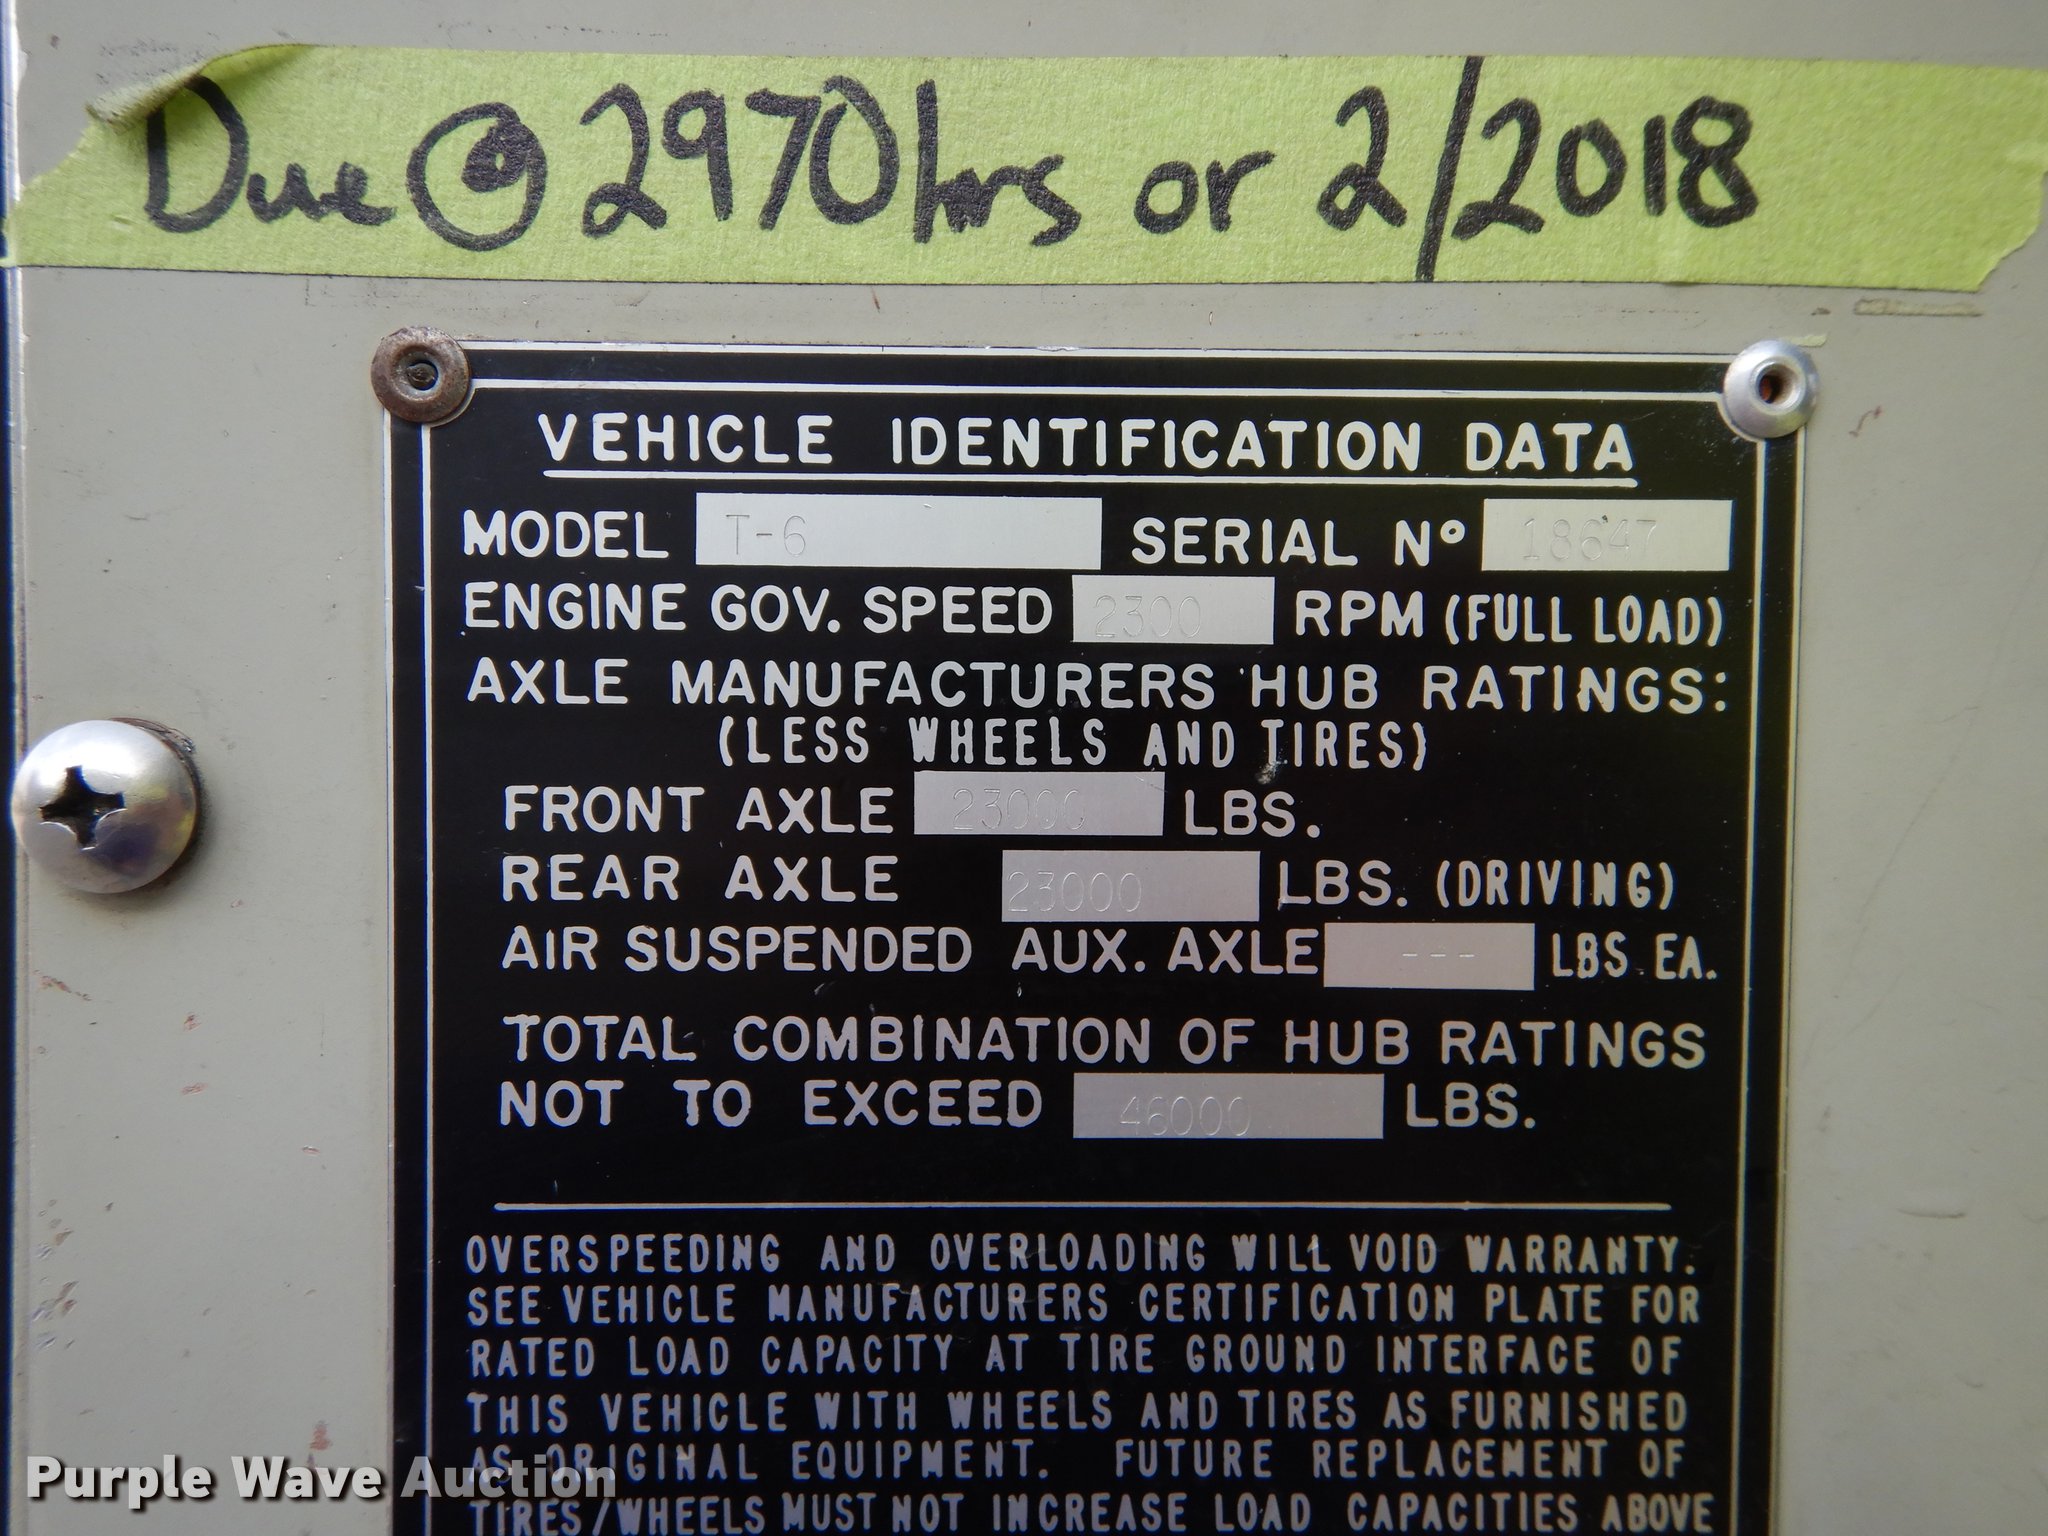 Due @ 2970hrs or 2/2018
VEHICLE IDENTIFICATION DATA
MODEL T-6 SERIAL Nº 18647
ENGINE GOV. SPEED 2300 RPM (FULL LOAD)
AXLE MANUFACTURERS HUB RATINGS:
(LESS WHEELS AND TIRES)
FRONT AXLE 23000 LBS.
REAR AXLE 23000 LBS. (DRIVING)
AIR SUSPENDED AUX. AXLE --- LBS. EA.
TOTAL COMBINATION OF HUB RATINGS
NOT TO EXCEED 46000 LBS.
OVERSPEEDING AND OVERLOADING WILL VOID WARRANTY.
SEE VEHICLE MANUFACTURERS CERTIFICATION PLATE FOR
RATED LOAD CAPACITY AT TIRE GROUND INTERFACE OF
THIS VEHICLE WITH WHEELS AND TIRES AS FURNISHED
AS ORIGINAL EQUIPMENT. FUTURE REPLACEMENT OF
TIRES/WHEELS MUST NOT INCREASE LOAD CAPACITIES ABOVE
Purple Wave Auction